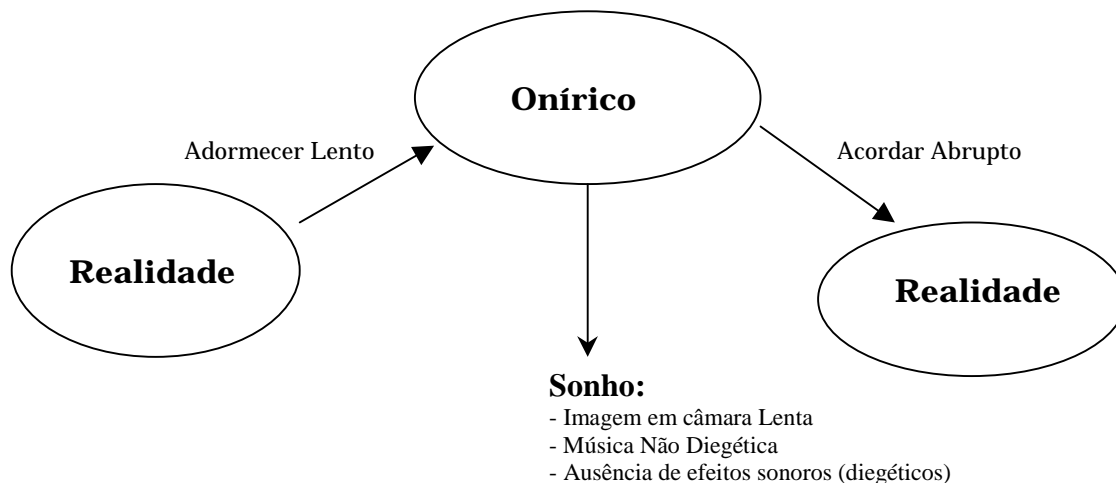 Onírico
Adormecer Lento
Acordar Abrupto
Realidade
Realidade
Sonho:
- Imagem em câmara Lenta
- Música Não Diegética
- Ausência de efeitos sonoros (diegéticos)